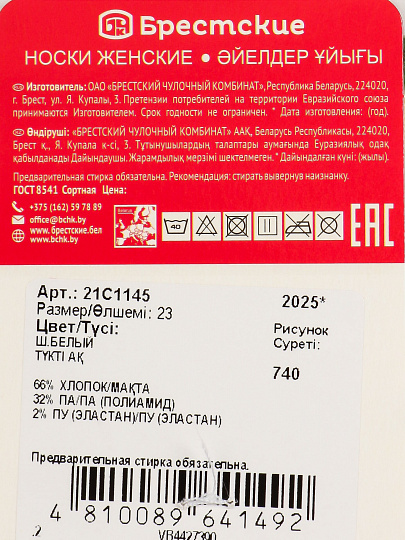 Брестские
НОСКИ ЖЕНСКИЕ • ӘЙЕЛДЕР ҰЙЫҒЫ
Изготовитель: ОАО «БРЕСТСКИЙ ЧУЛОЧНЫЙ КОМБИНАТ», Республика Беларусь, 224020,
г. Брест, ул. Я. Купалы, 3. Претензии потребителей на территории Евразийского союза
принимаются Изготовителем. Срок годности не ограничен. * Дата изготовления: (год).
Өндіруші: «БРЕСТСКИЙ ЧУЛОЧНЫЙ КОМБИНАТ» ААҚ, Беларусь Республикасы, 224020,
Брест қ., Я. Купала к-сі, 3. Тұтынушылардың талаптары аумағында Еуразиялық одақ
қабылданады Дайындаушы. Жарамдылық мерзімі шектелмеген. * Дайындалған күні: (жылы).
Предварительная стирка обязательна. Рекомендация: стирать вывернув наизнанку.
ГОСТ 8541 Сортная Цена:
+375 (162) 59 78 89
office@bchk.by
www.брестские.бел
www.bchk.by
40
EAC
Арт.: 21С1145
2025*
Размер/Өлшемі: 23
Цвет/Түсі:
Рисунок
Ш.БЕЛЫЙ
Суреті:
ТҮКТІ АҚ
740
66% ХЛОПОК/МАҚТА
32% ПА/ПА (ПОЛИАМИД)
2% ПУ (ЭЛАСТАН)/ПУ (ЭЛАСТАН)
Предварительная стирка обязательна.
4 810089 641492
.2
VB4427390